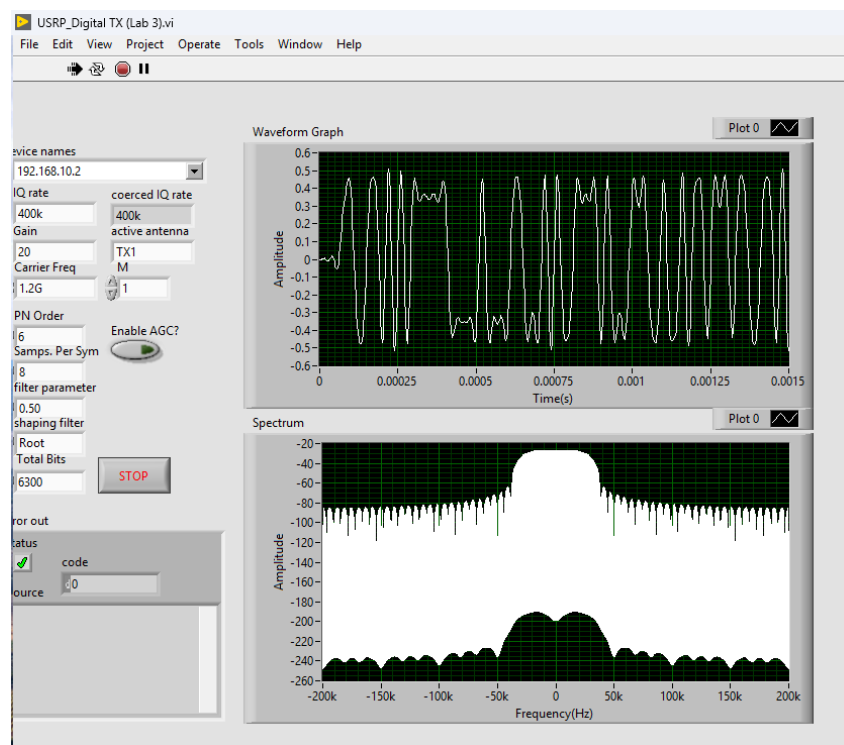 USRP_Digital TX (Lab 3).vi
File Edit View Project Operate Tools Window Help
evice names
192.168.10.2
IQ rate
400k
coerced IQ rate
400k
Gain
20
active antenna
TX1
Carrier Freq
1.2G
M
1
PN Order
6
Enable AGC?
Samps. Per Sym
8
filter parameter
0.50
shaping filter
Root
Total Bits
6300
STOP
ror out
tatus
code
0
ource
Waveform Graph
Plot 0
Amplitude
0.6
0.5
0.4
0.3
0.2
0.1
0
-0.1
-0.2
-0.3
-0.4
-0.5
-0.6
0 0.00025 0.0005 0.00075 0.001 0.00125 0.0015
Time(s)
Spectrum
Plot 0
Amplitude
-20
-40
-60
-80
-100
-120
-140
-160
-180
-200
-220
-240
-260
-200k -150k -100k -50k 0 50k 100k 150k 200k
Frequency(Hz)